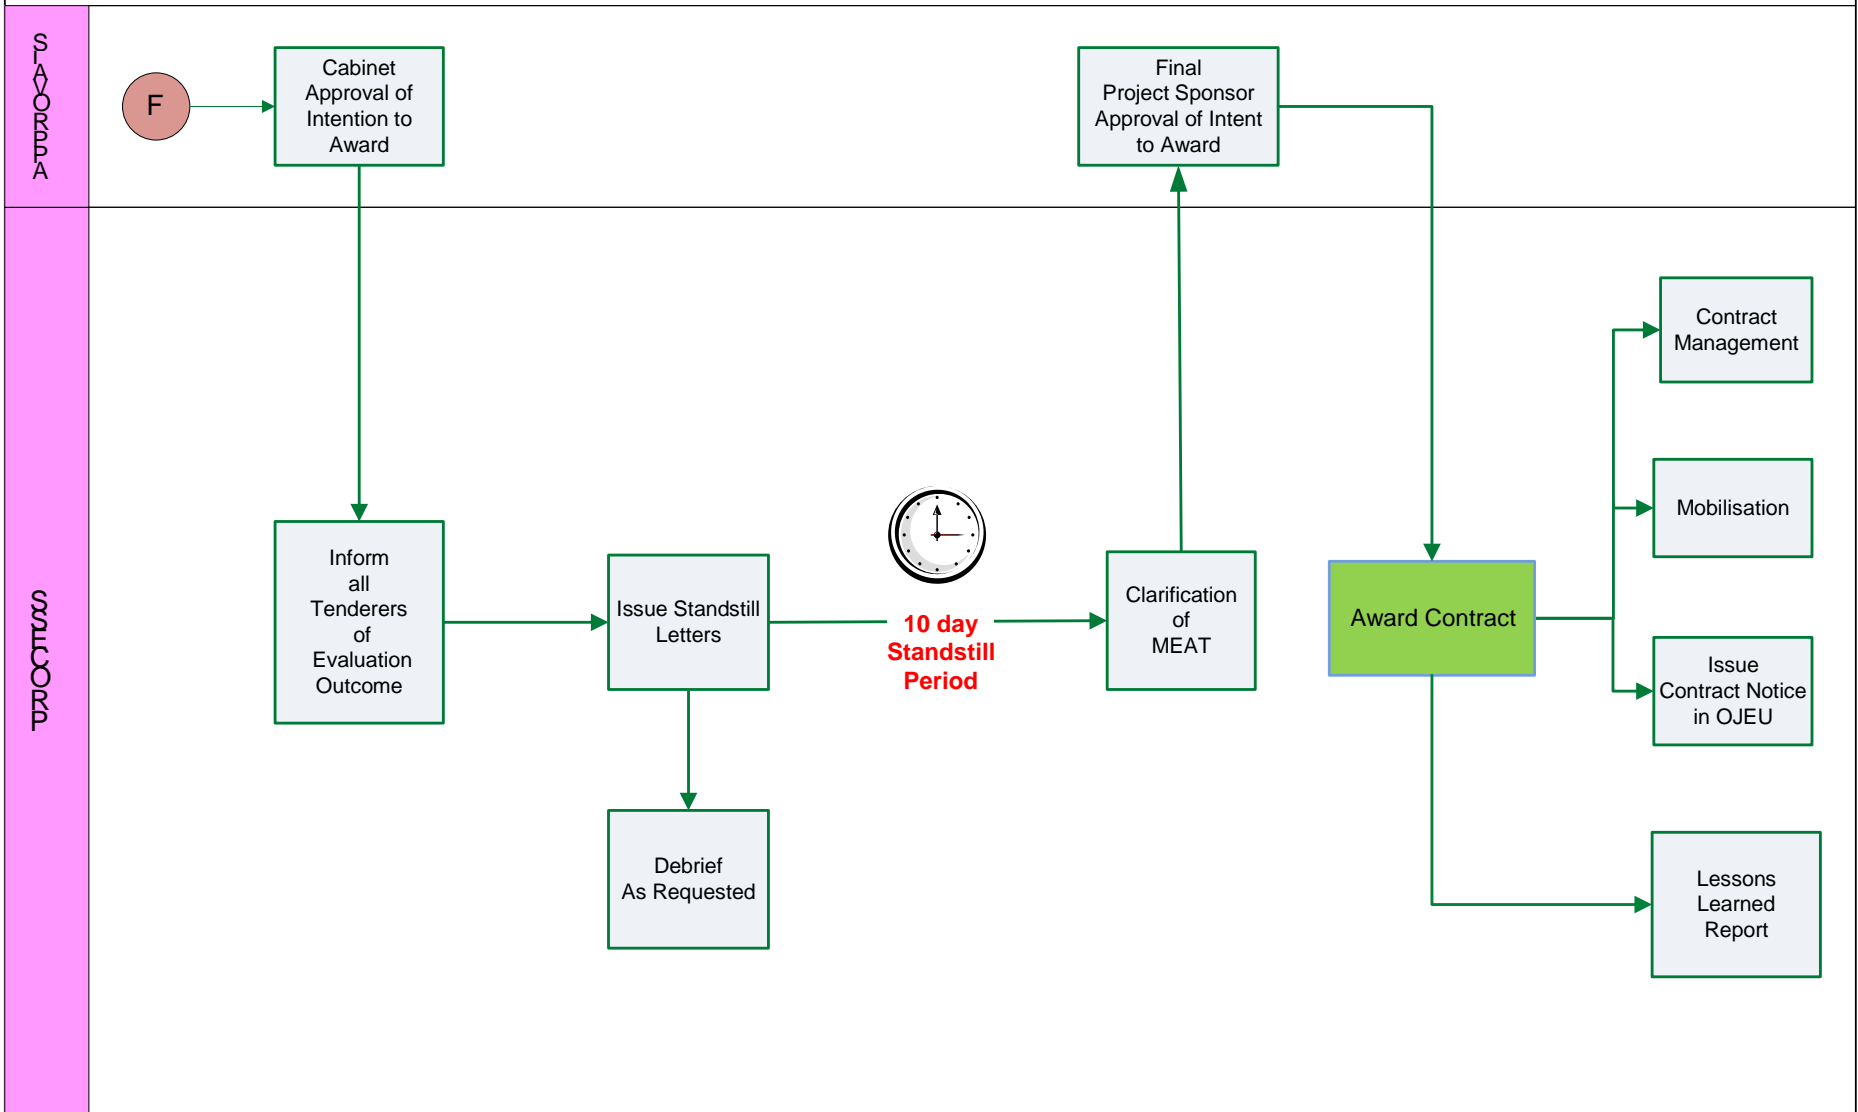 SLAVORPPA
F
Cabinet
Approval of
Intention to
Award
Final
Project Sponsor
Approval of Intent
to Award
SSECORP
Inform
all
Tenderers
of
Evaluation
Outcome
Issue Standstill
Letters
10 day
Standstill
Period
Clarification
of
MEAT
Award Contract
Contract
Management
Mobilisation
Issue
Contract Notice
in OJEU
Debrief
As Requested
Lessons
Learned
Report